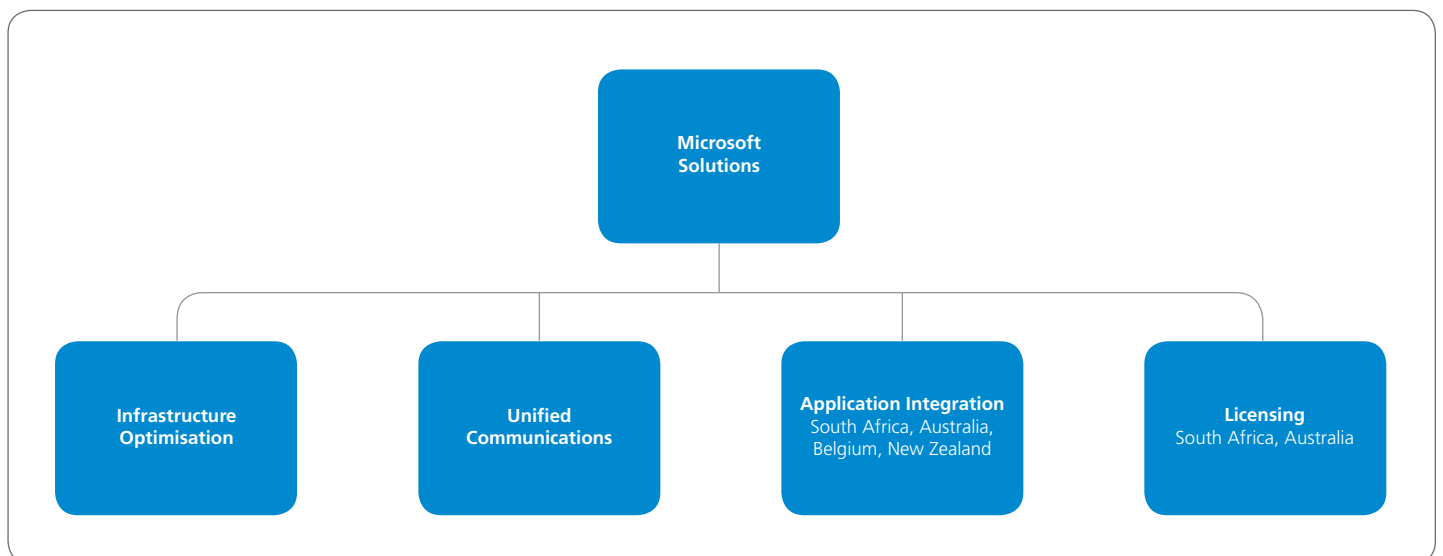 Microsoft
Solutions
Infrastructure
Optimisation
Unified
Communications
Application Integration
South Africa, Australia,
Belgium, New Zealand
Licensing
South Africa, Australia